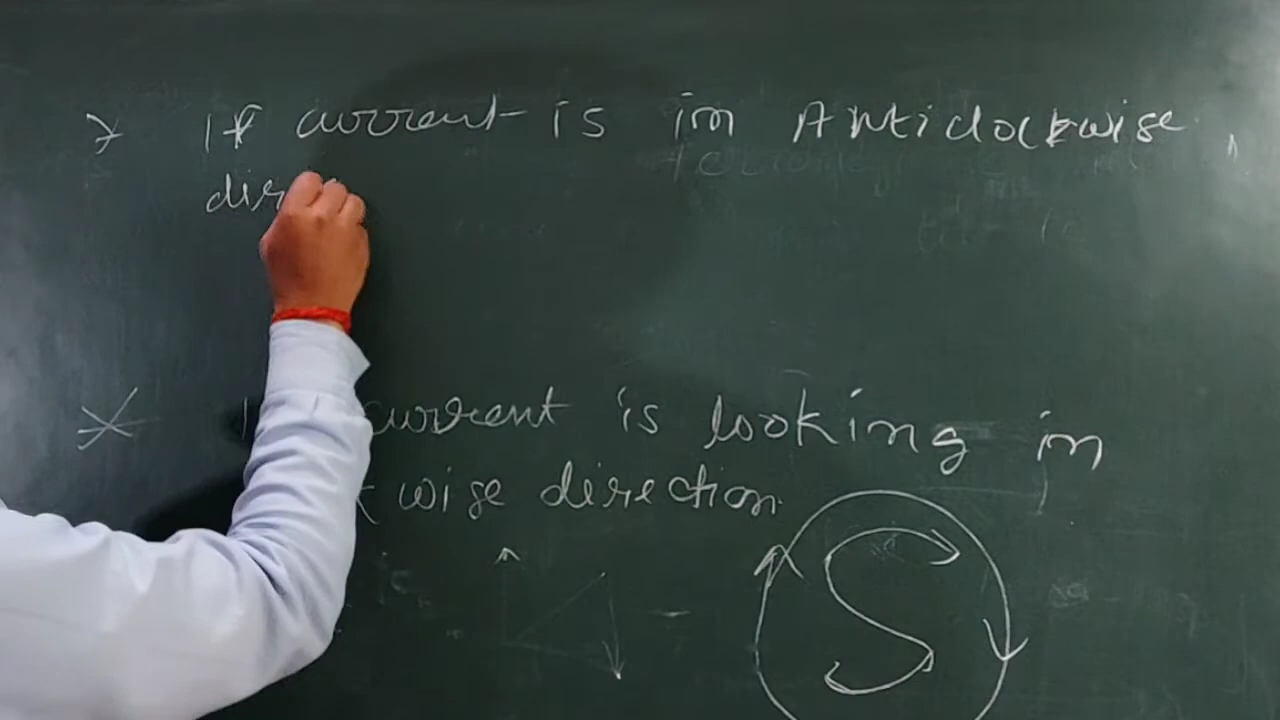 If current is in Anticlockwise
dir
current is looking in
k wise direction
S